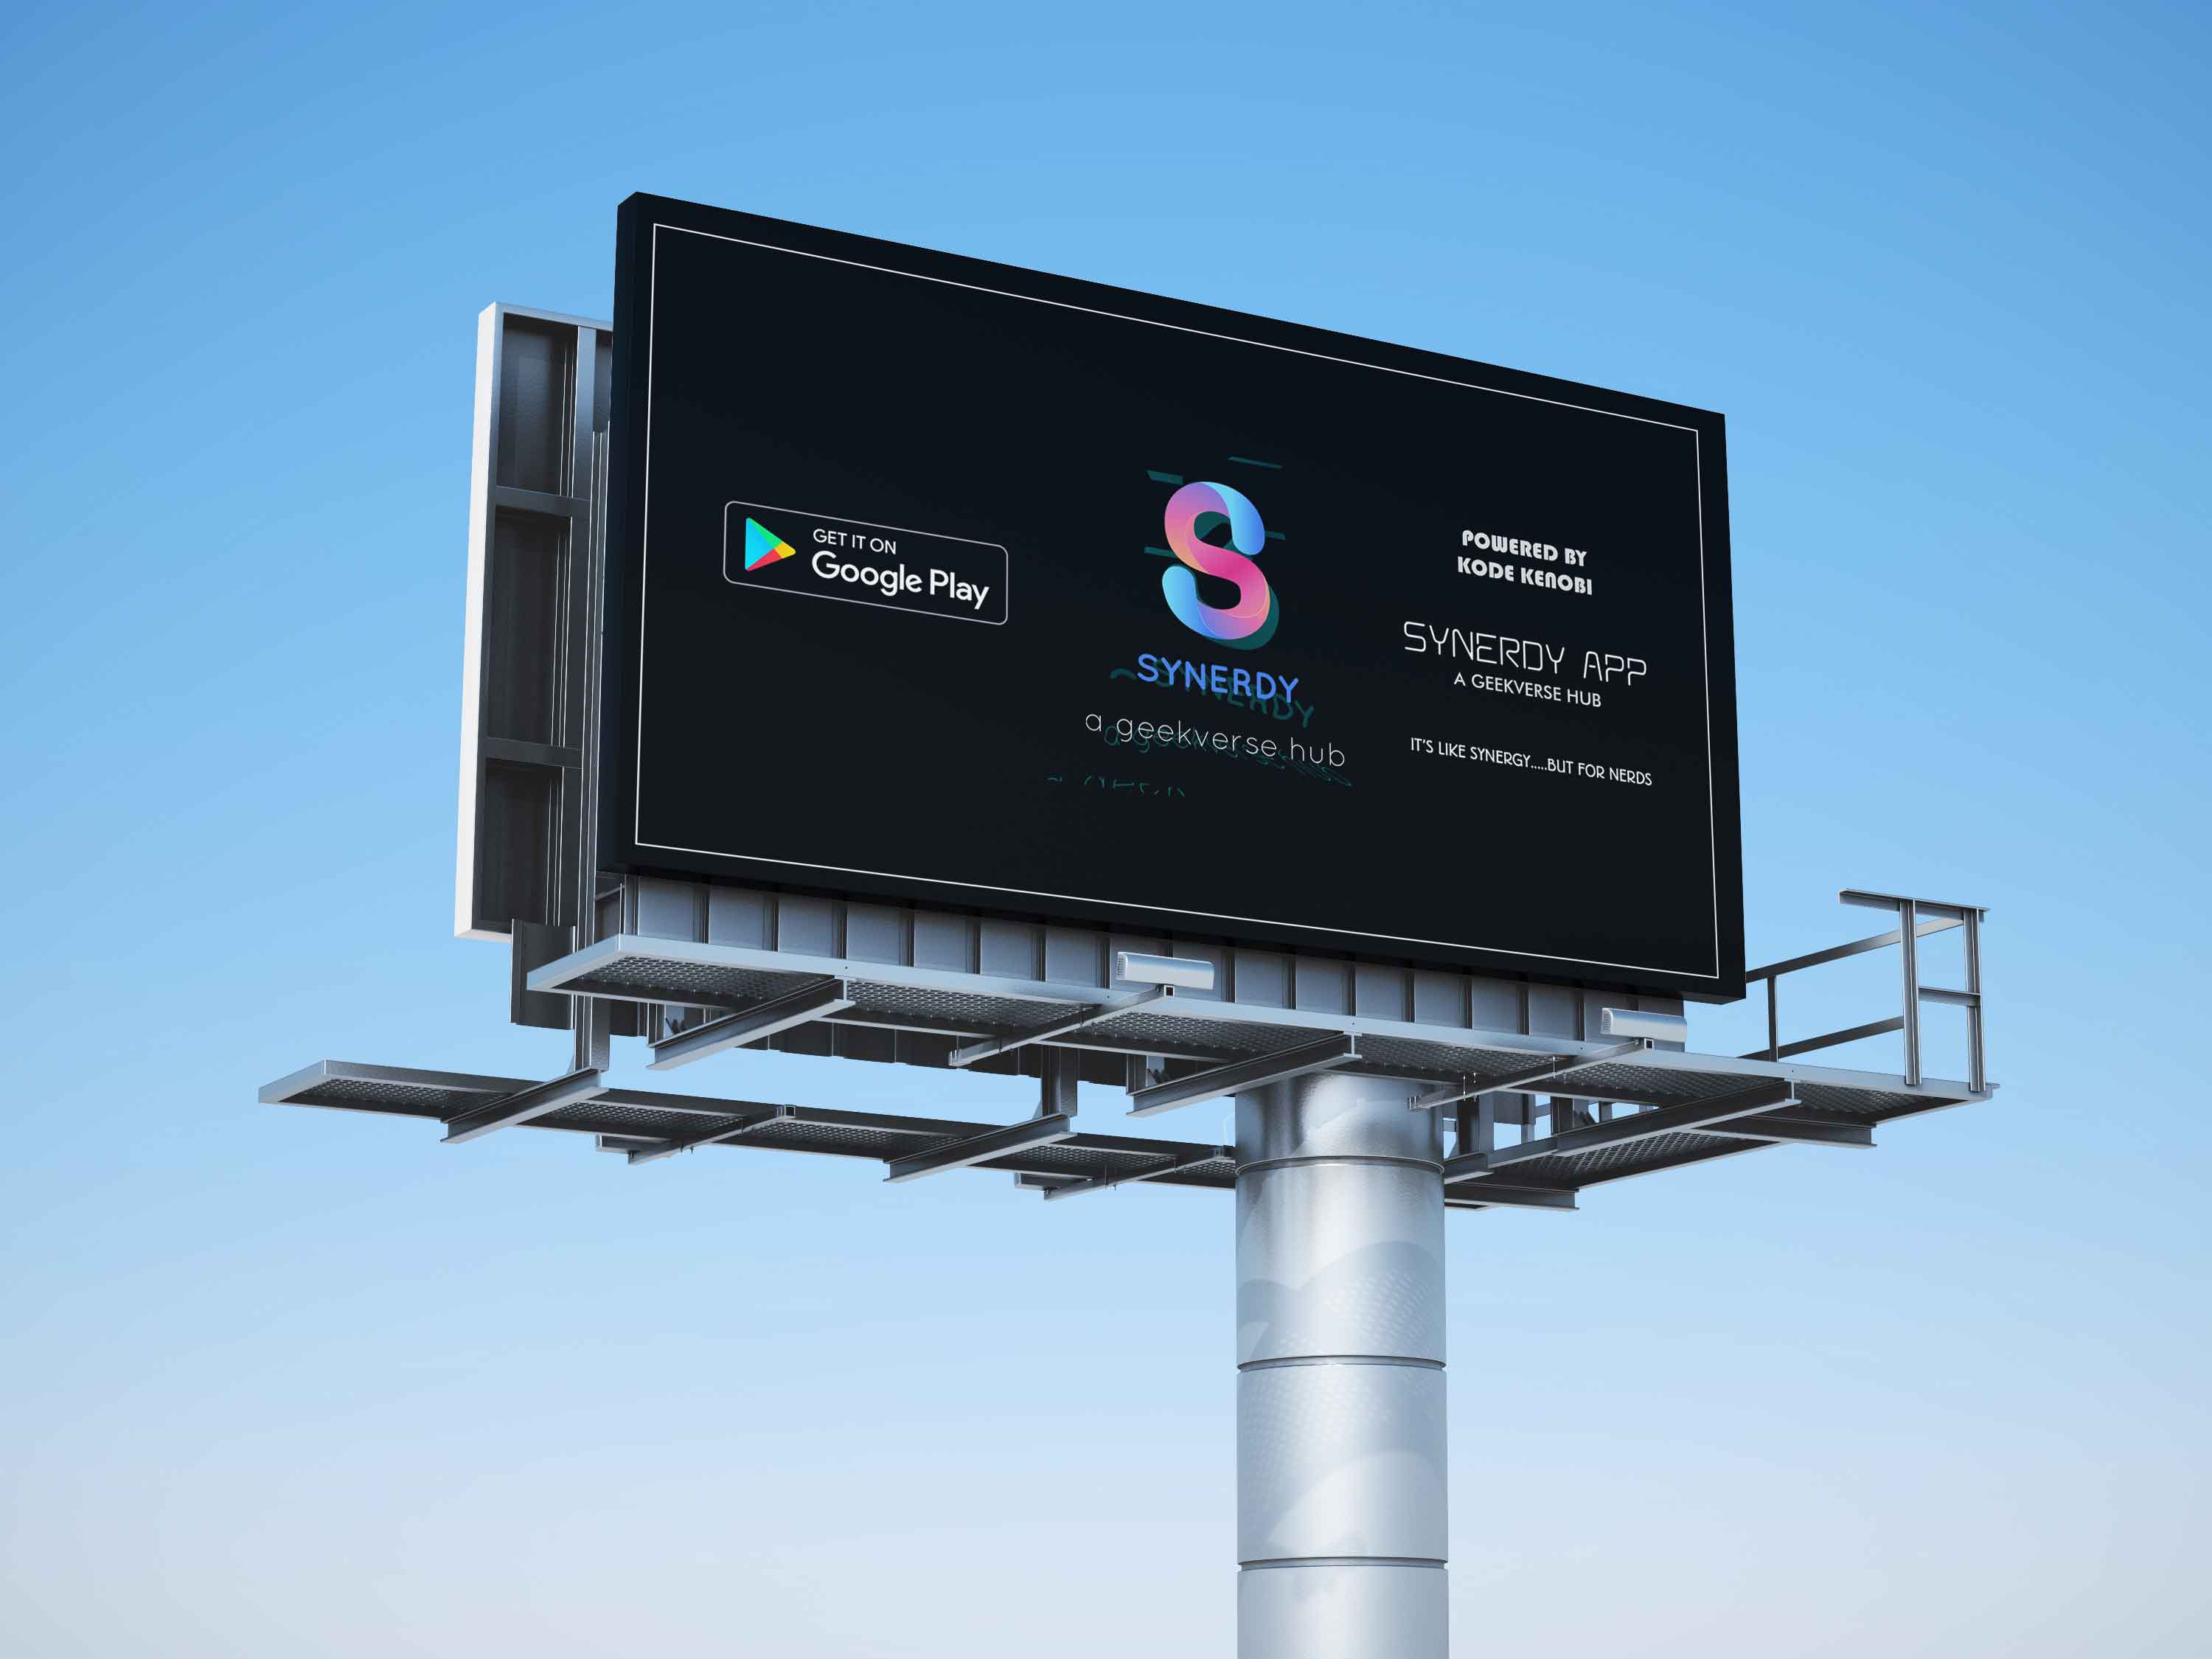 GET IT ON
Google Play
SYNERDY
a geekverse hub
POWERED BY
KODE KENOBI
SYNERDY APP
A GEEKVERSE HUB
IT'S LIKE SYNERGY.....BUT FOR NERDS